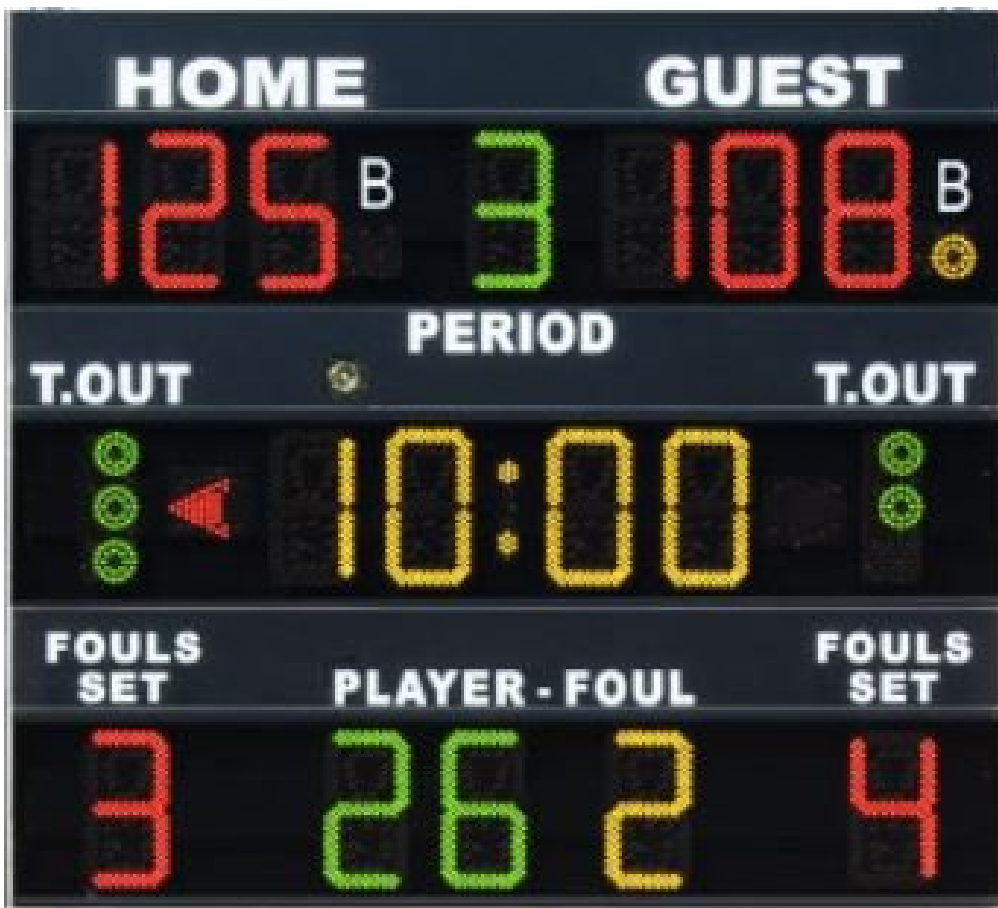 HOME GUEST
125 B 3 108 B
PERIOD
T.OUT T.OUT
10:00
FOULS SET PLAYER - FOUL FOULS SET
3 26 2 4